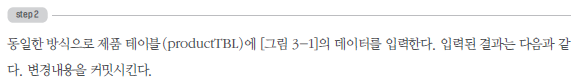 step 2
동일한 방식으로 제품 테이블(productTBL)에 [그림 3-1]의 데이터를 입력한다. 입력된 결과는 다음과 같
다. 변경내용을 커밋시킨다.